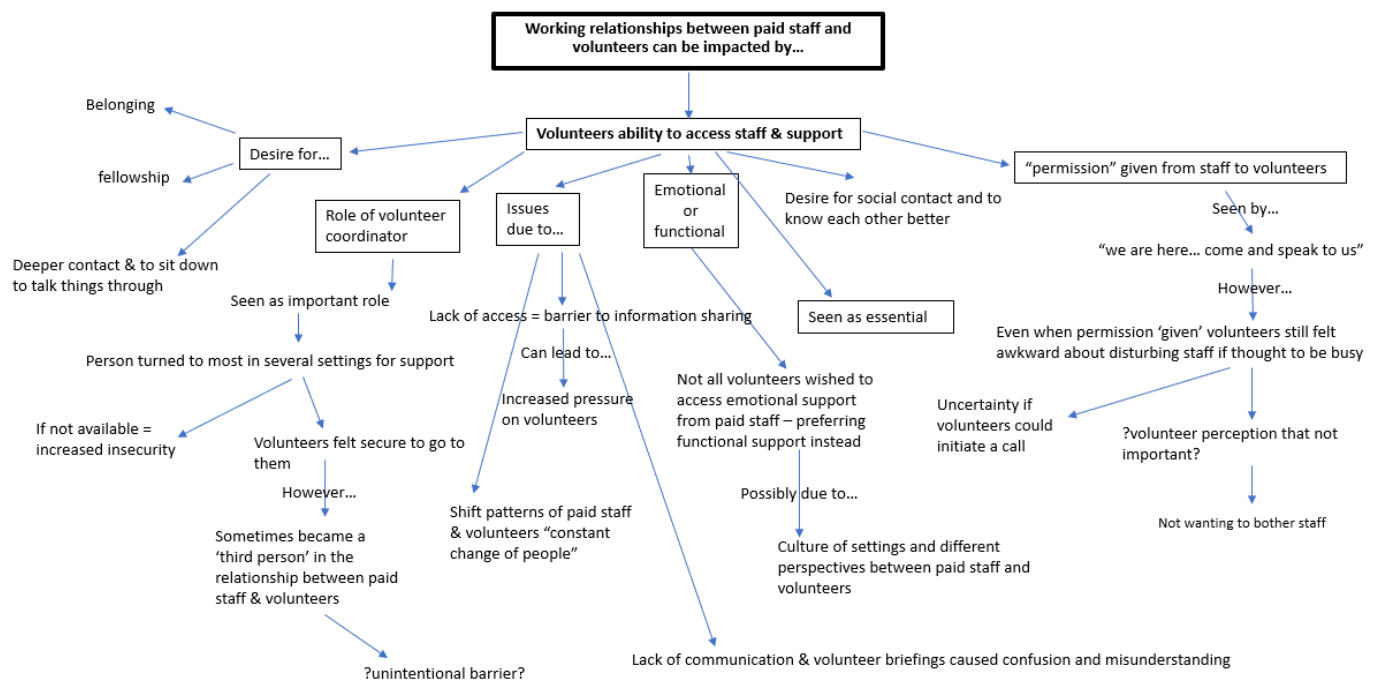 Working relationships between paid staff and
volunteers can be impacted by…
Volunteers ability to access staff & support
Belonging
Desire for…
fellowship
Deeper contact & to sit down
to talk things through
Role of volunteer
coordinator
Seen as important role
Person turned to most in several settings for support
If not available =
increased insecurity
Volunteers felt secure to go to
them
However…
Sometimes became a
‘third person’ in the
relationship between paid
staff & volunteers
?unintentional barrier?
Issues
due to…
Lack of access = barrier to information sharing
Can lead to…
Increased pressure
on volunteers
Shift patterns of paid staff
& volunteers “constant
change of people”
Lack of communication & volunteer briefings caused confusion and misunderstanding
Emotional
or
functional
Not all volunteers wished to
access emotional support
from paid staff – preferring
functional support instead
Possibly due to…
Culture of settings and different
perspectives between paid staff and
volunteers
Desire for social contact and to
know each other better
Seen as essential
“permission” given from staff to volunteers
Seen by…
“we are here… come and speak to us”
However…
Even when permission ‘given’ volunteers still felt
awkward about disturbing staff if thought to be busy
Uncertainty if
volunteers could
initiate a call
?volunteer perception that not
important?
Not wanting to bother staff